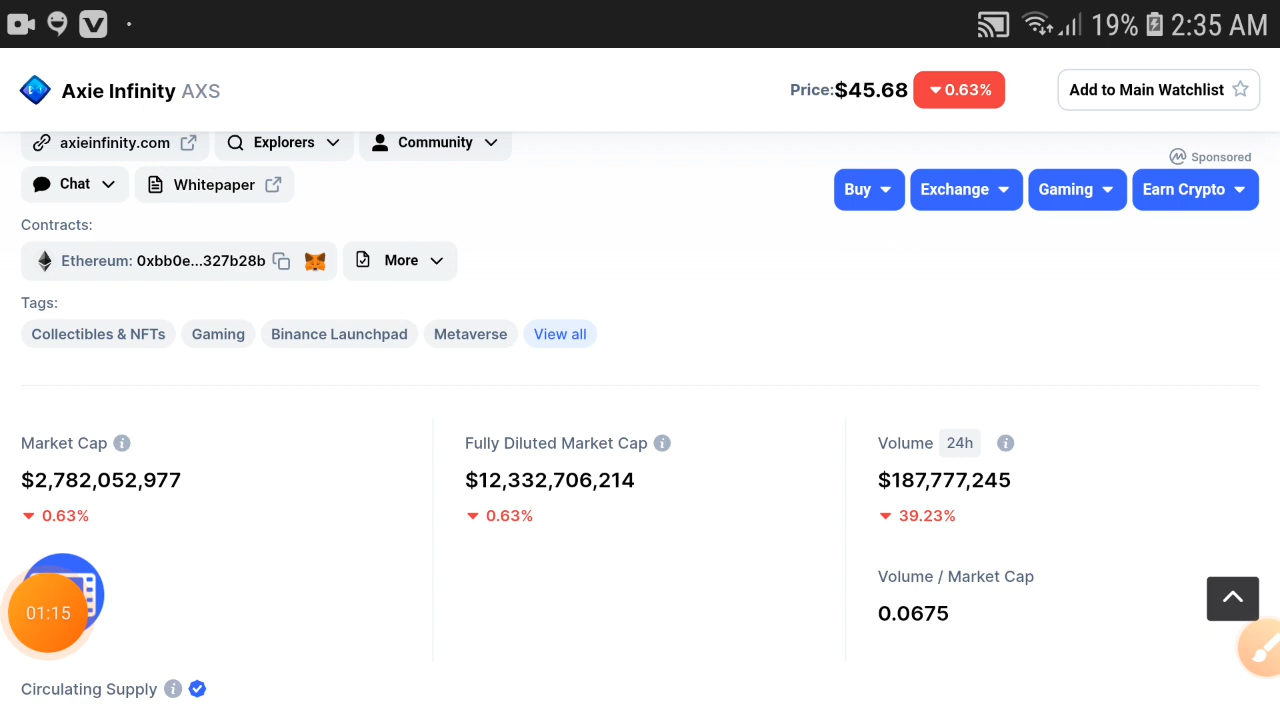 19% 2:35 AM
Axie Infinity AXS
Price:$45.68 0.63%
Add to Main Watchlist
axieinfinity.com Explorers Community
Sponsored
Chat Whitepaper
Buy Exchange Gaming Earn Crypto
Contracts:
Ethereum: 0xbb0e...327b28b More
Tags:
Collectibles & NFTs Gaming Binance Launchpad Metaverse View all
Market Cap
$2,782,052,977
0.63%
Fully Diluted Market Cap
$12,332,706,214
0.63%
Volume 24h
$187,777,245
39.23%
Volume / Market Cap
0.0675
01:15
Circulating Supply